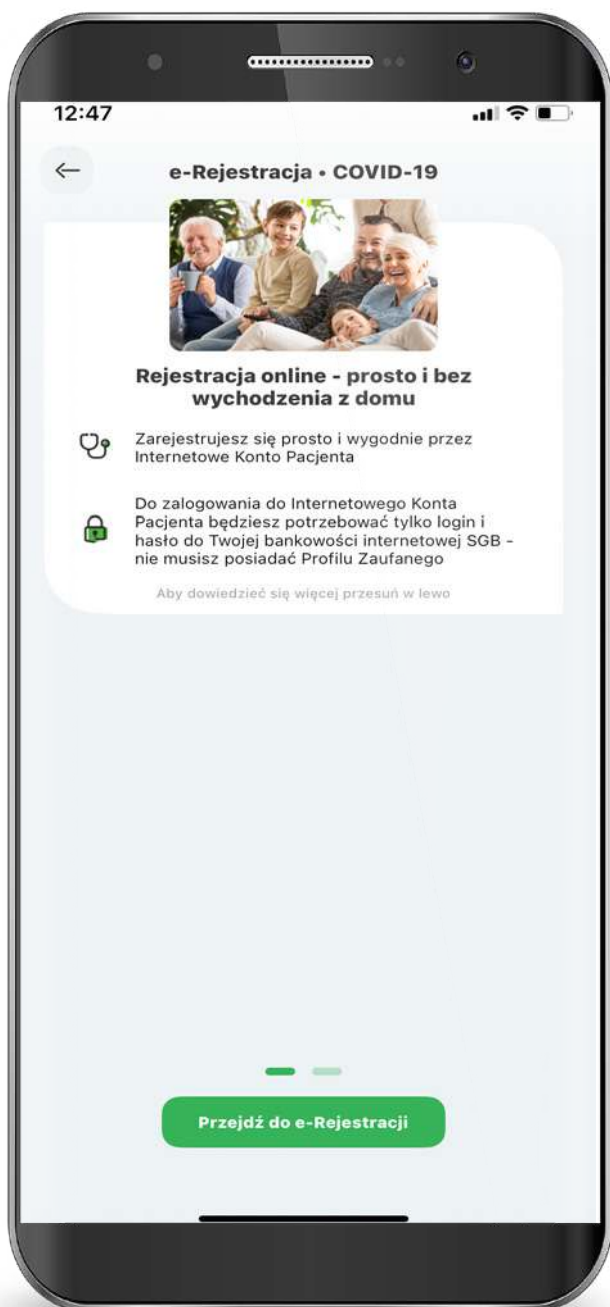 12:47
e-Rejestracja • COVID-19
Rejestracja online - prosto i bez
wychodzenia z domu
Zarejestrujesz się prosto i wygodnie przez
Internetowe Konto Pacjenta
Do zalogowania do Internetowego Konta
Pacjenta będziesz potrzebować tylko login i
hasło do Twojej bankowości internetowej SGB -
nie musisz posiadać Profilu Zaufanego
Aby dowiedzieć się więcej przesuń w lewo
Przejdź do e-Rejestracji